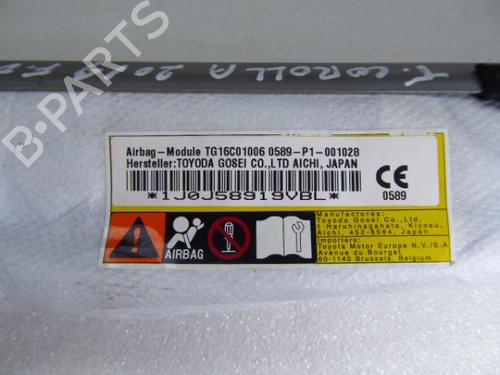 T. COROLLA 20
Airbag-Module TG16C01006 0589-P1-001028
Hersteller:TOYODA GOSEI CO.,LTD AICHI, JAPAN
*1J0J58919VBL*
CE
0589
AIRBAG
Manufacturers:
Toyoda Gosei Co.,Ltd.
1 Haruhinagahata, Kiyosu,
Aichi, 452-8564, Japan
Importers:
Toyota Motor Europe N.V./S.A
Avenue du Bourget
60-1140 Brussels, Belgium
B-PARTS